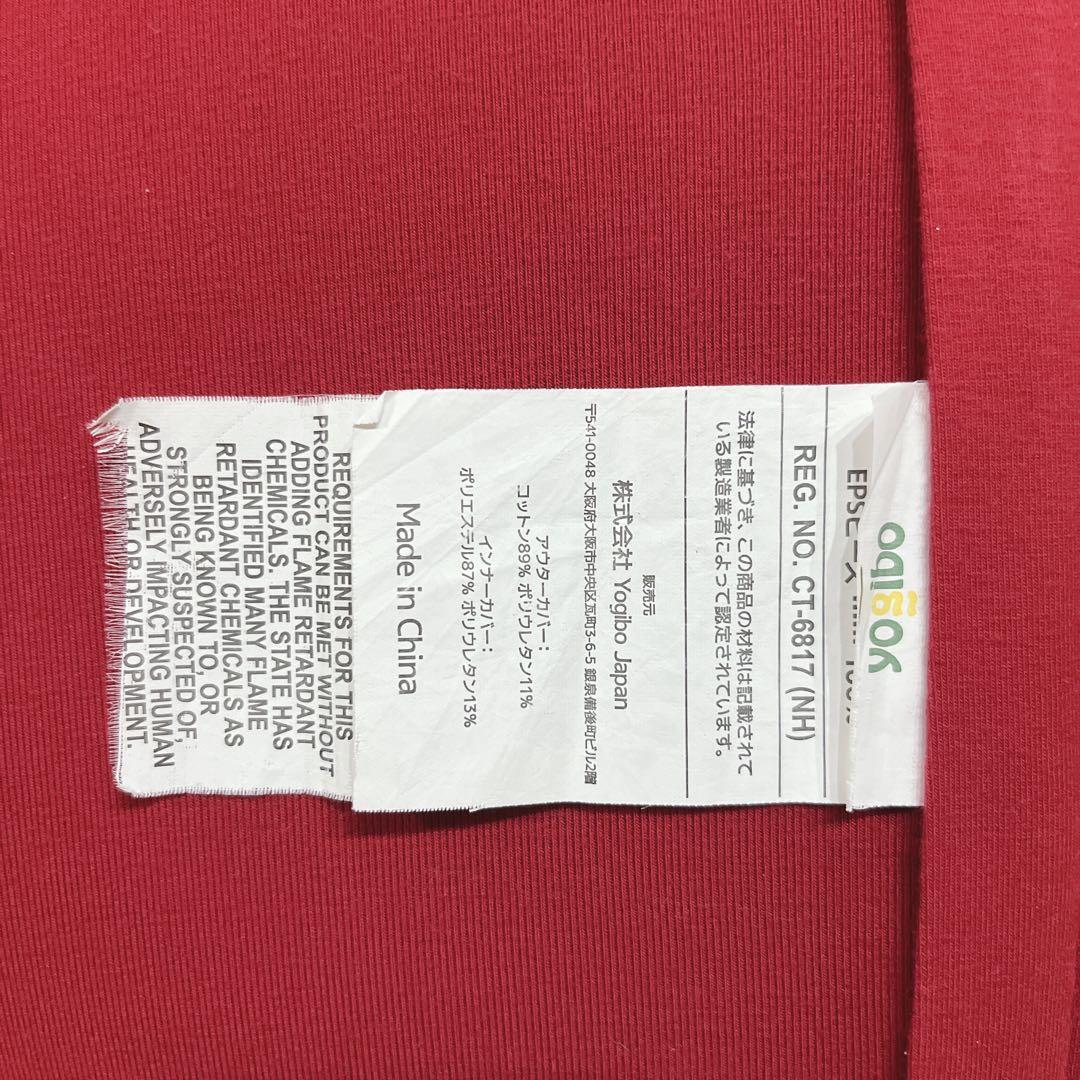 yogibo
EPSビーズ
REG. NO. CT-6817 (NH)
法律に基づき、この商品の材料は記載されて
いる製造業者によって認定されています。
販売元
株式会社 Yogibo Japan
〒541-0048 大阪府大阪市中央区瓦町3-6-5 銀泉備後町ビル2階
アウターカバー：
コットン89% ポリウレタン11%
インナーカバー：
ポリエステル87% ポリウレタン13%
Made in China
REQUIREMENTS FOR THIS
PRODUCT CAN BE MET WITHOUT
ADDING FLAME RETARDANT
CHEMICALS. THE STATE HAS
IDENTIFIED MANY FLAME
RETARDANT CHEMICALS AS
BEING KNOWN TO, OR
STRONGLY SUSPECTED OF,
ADVERSELY IMPACTING HUMAN
HEALTH OR DEVELOPMENT.